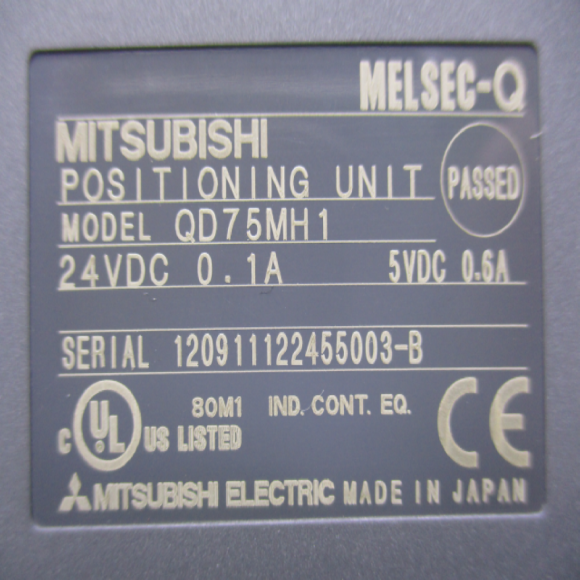 MELSEC-Q
MITSUBISHI
POSITIONING UNIT
PASSED
MODEL QD75MH1
24VDC 0.1A 5VDC 0.6A
SERIAL 120911122455003-B
C UL US LISTED
80M1 IND. CONT. EQ.
CE
MITSUBISHI ELECTRIC MADE IN JAPAN